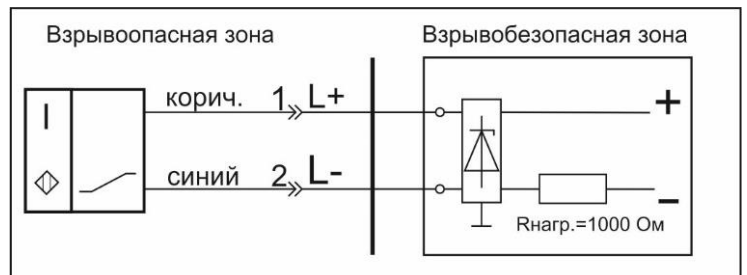 Взрывоопасная зона
Взрывобезопасная зона
I
корич. 1 L+
+
синий 2 L-
–
Rнагр.=1000 Ом